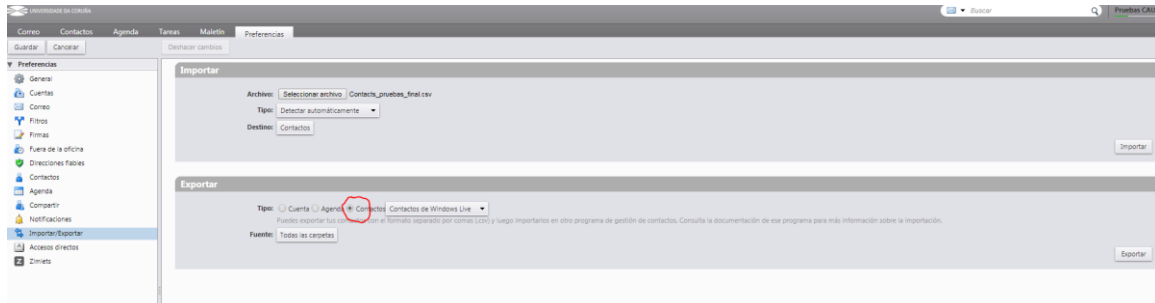 UNIVERSIDADE DA CORUÑA
Buscar
Pruebas CAU
Correo Contactos Agenda Tareas Maletín Preferencias
Guardar Cancelar Deshacer cambios
Preferencias
General
Cuentas
Correo
Filtros
Firmas
Fuera de la oficina
Direcciones fiables
Contactos
Agenda
Compartir
Notificaciones
Importar/Exportar
Accesos directos
Zimlets
Importar
Archivo: Seleccionar archivo Contacts_pruebas_final.csv
Tipo: Detectar automáticamente
Destino: Contactos
Importar
Exportar
Tipo: Cuenta Agenda Contactos Contactos de Windows Live
Puedes exportar tus contactos con el formato separado por comas (.csv) y luego importarlos en otro programa de gestión de contactos. Consulta la documentación de ese programa para más información sobre la importación.
Fuente: Todas las carpetas
Exportar